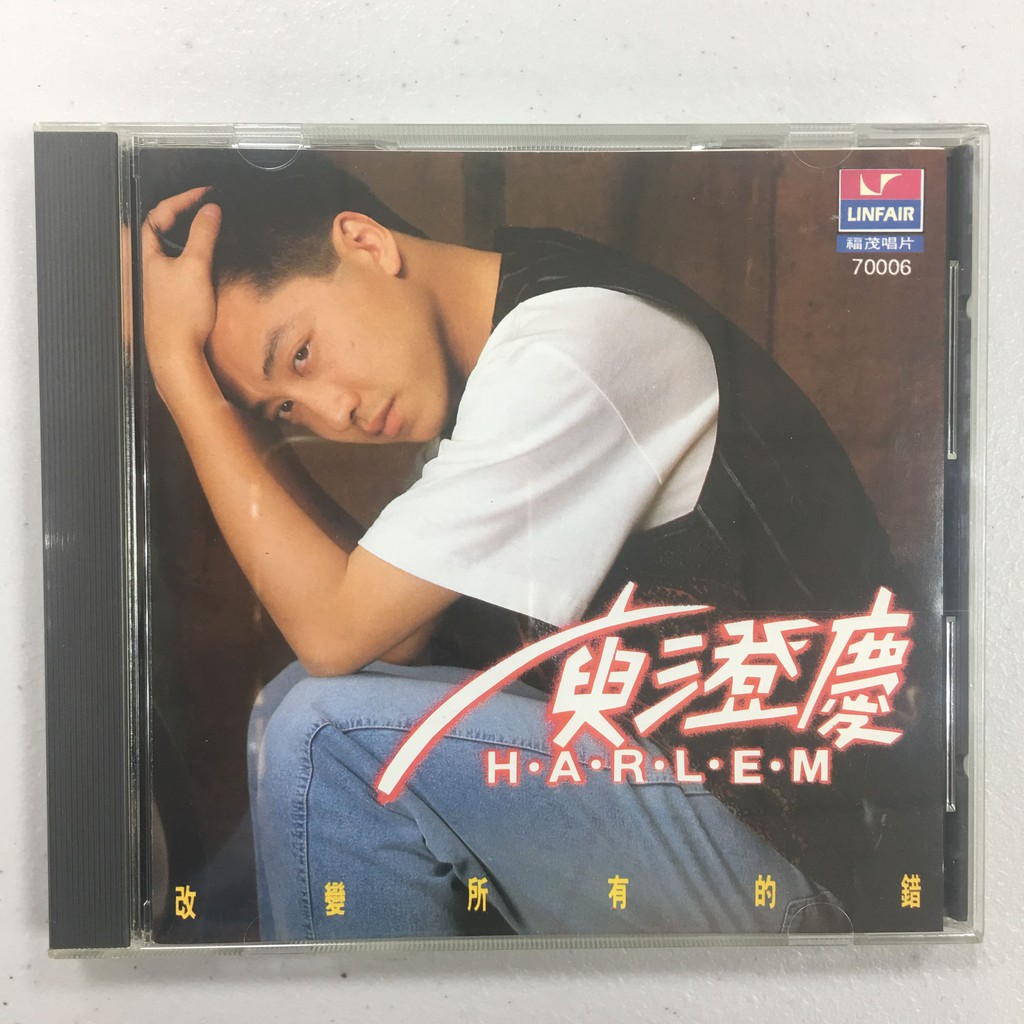 LINFAIR
福茂唱片
70006
庾澄慶
H·A·R·L·E·M
改變所有的錯